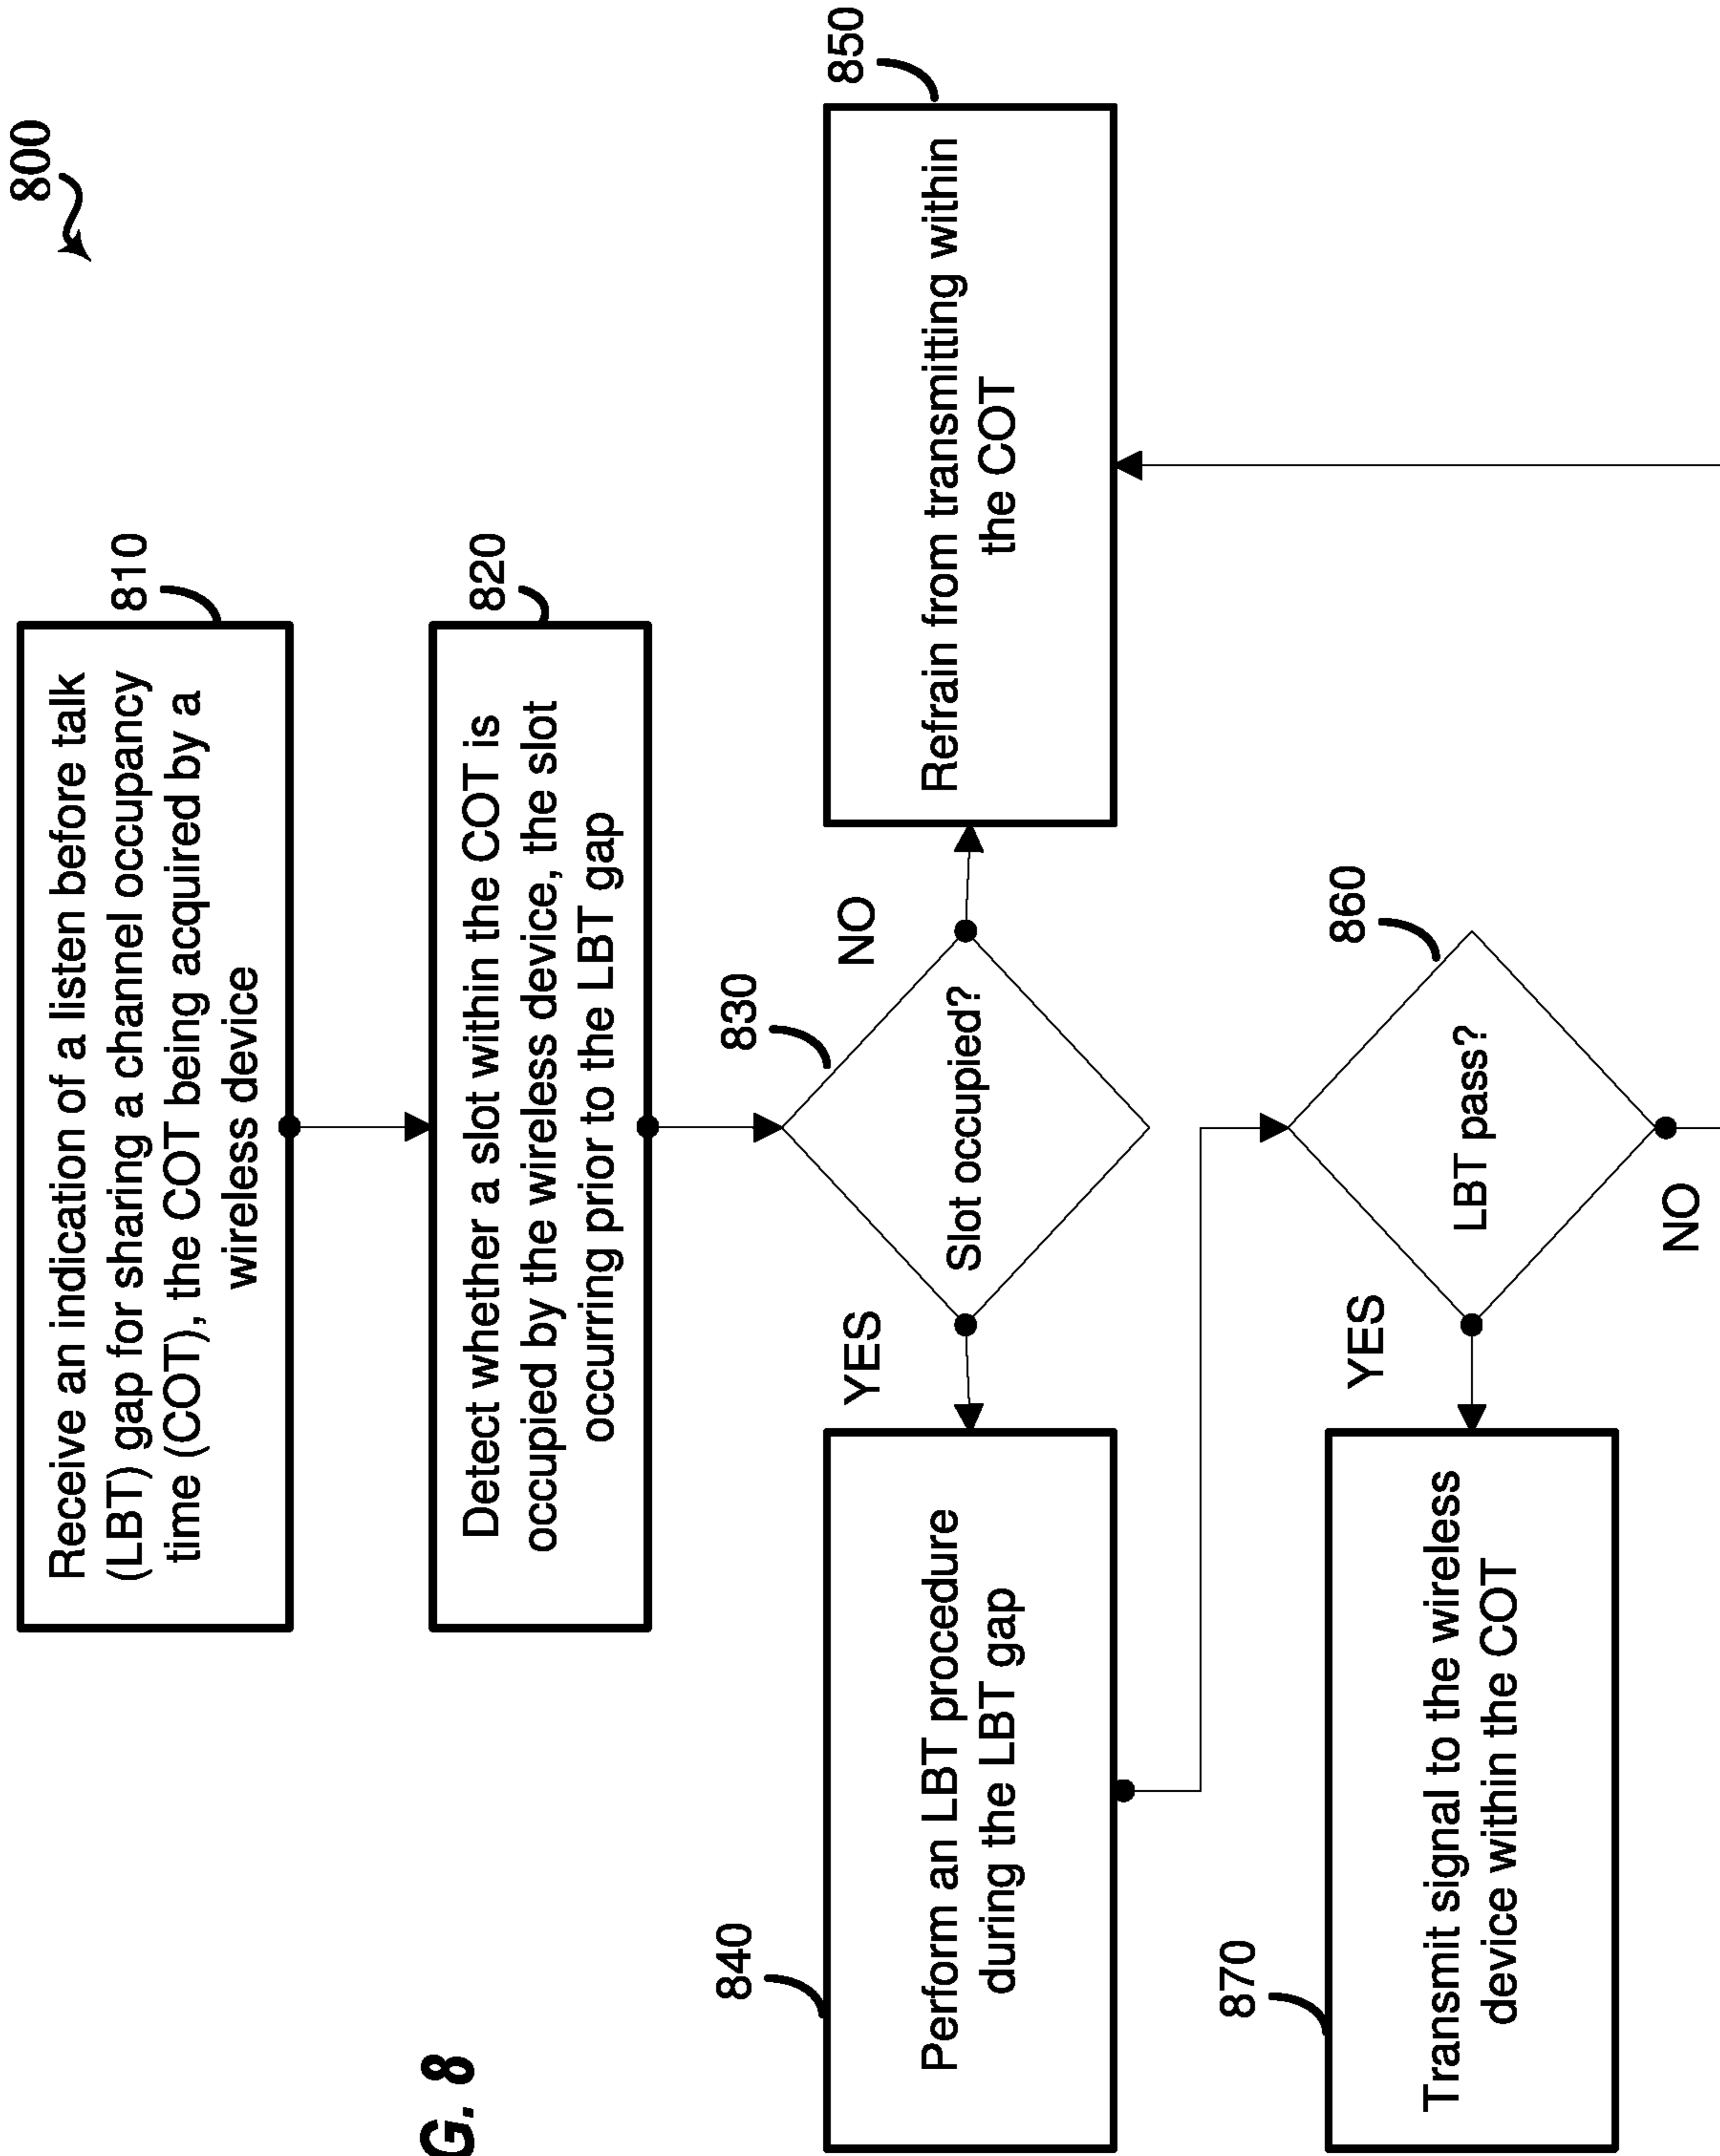 800
810
Receive an indication of a listen before talk
(LBT) gap for sharing a channel occupancy
time (COT), the COT being acquired by a
wireless device
820
Detect whether a slot within the COT is
occupied by the wireless device, the slot
occurring prior to the LBT gap
830
Slot occupied?
YES
NO
840
Perform an LBT procedure
during the LBT gap
850
Refrain from transmitting within
the COT
860
LBT pass?
YES
NO
870
Transmit signal to the wireless
device within the COT
G. 8